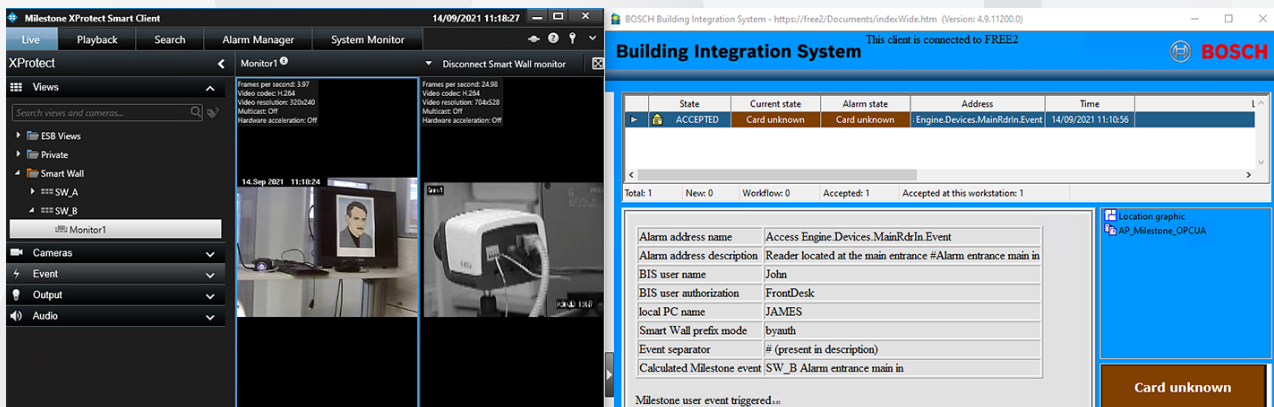 Milestone XProtect Smart Client
14/09/2021 11:18:27
Live Playback Search Alarm Manager System Monitor
XProtect
Monitor1
Disconnect Smart Wall monitor
Views
Search views and cameras...
ESB Views
Private
Smart Wall
SW_A
SW_B
Monitor1
Cameras
Event
Output
Audio
Frames per second: 3.97
Video codec: H.264
Video resolution: 320x240
Multicast: Off
Hardware acceleration: Off
14.Sep 2021 11:18:24
Frames per second: 24.98
Video codec: H.264
Video resolution: 704x528
Multicast: Off
Hardware acceleration: Off
BOSCH Building Integration System - https://free2/Documents/indexWide.htm (Version: 4.9.11200.0)
This client is connected to FREE2
Building Integration System
BOSCH
State Current state Alarm state Address Time L
ACCEPTED Card unknown Card unknown Engine.Devices.MainRdrIn.Event 14/09/2021 11:10:56
Total: 1 New: 0 Workflow: 0 Accepted: 1 Accepted at this workstation: 1
Alarm address name Access Engine.Devices.MainRdrIn.Event
Alarm address description Reader located at the main entrance #Alarm entrance main in
BIS user name John
BIS user authorization FrontDesk
local PC name JAMES
Smart Wall prefix mode byauth
Event separator # (present in description)
Calculated Milestone event SW_B Alarm entrance main in
Milestone user event triggered
Location graphic
AP_Milestone_OPCUA
Card unknown